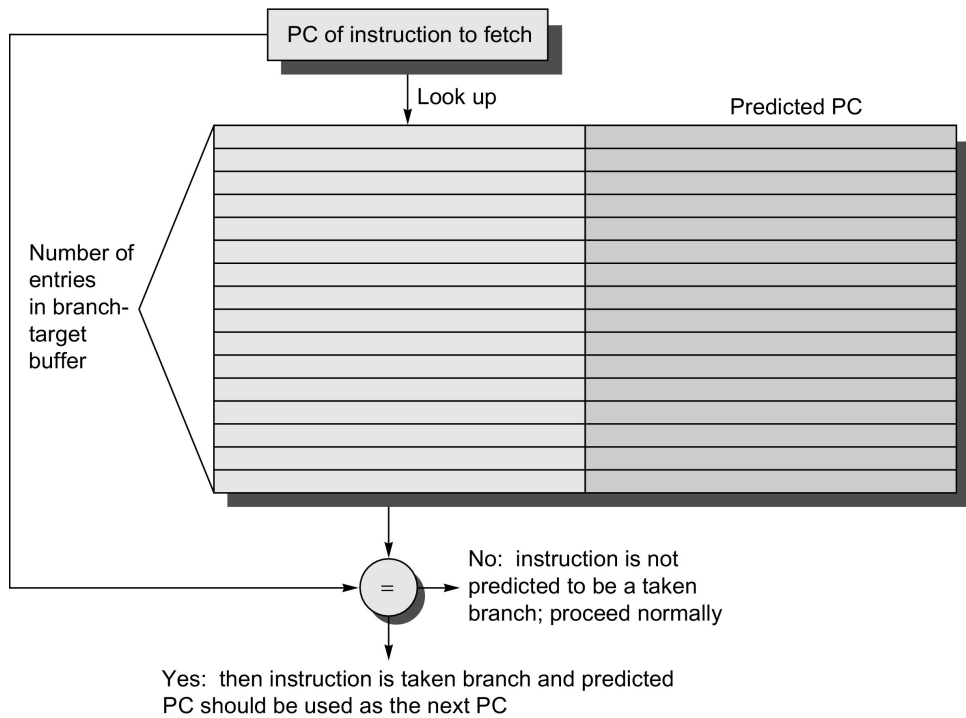 PC of instruction to fetch
Look up
Predicted PC
Number of
entries
in branch-
target
buffer
=
No: instruction is not
predicted to be a taken
branch; proceed normally
Yes: then instruction is taken branch and predicted
PC should be used as the next PC